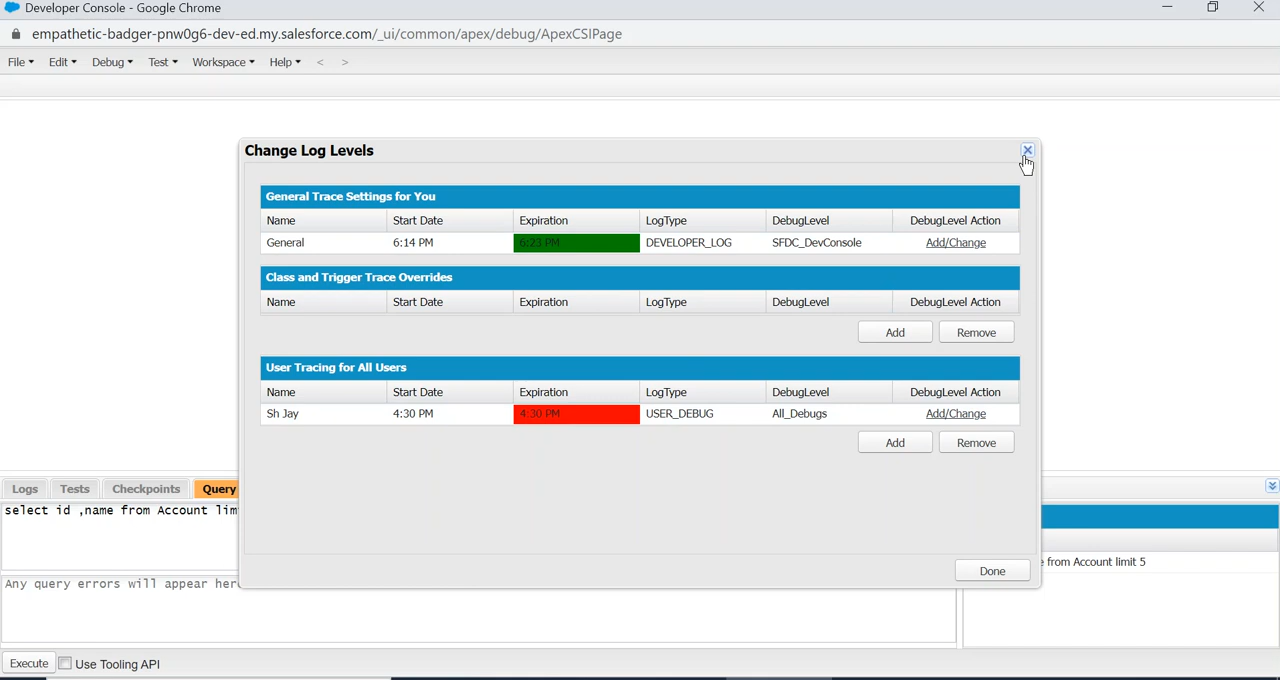 Developer Console - Google Chrome
empathetic-badger-pnw0g6-dev-ed.my.salesforce.com/_ui/common/apex/debug/ApexCSIPage
File Edit Debug Test Workspace Help < >
Change Log Levels
General Trace Settings for You
Name Start Date Expiration LogType DebugLevel DebugLevel Action
General 6:14 PM 6:23 PM DEVELOPER_LOG SFDC_DevConsole Add/Change
Class and Trigger Trace Overrides
Name Start Date Expiration LogType DebugLevel DebugLevel Action
Add Remove
User Tracing for All Users
Name Start Date Expiration LogType DebugLevel DebugLevel Action
Sh Jay 4:30 PM 4:30 PM USER_DEBUG All_Debugs Add/Change
Add Remove
Done
Logs Tests Checkpoints Query
select id ,name from Account lim
from Account limit 5
Any query errors will appear her
Execute Use Tooling API